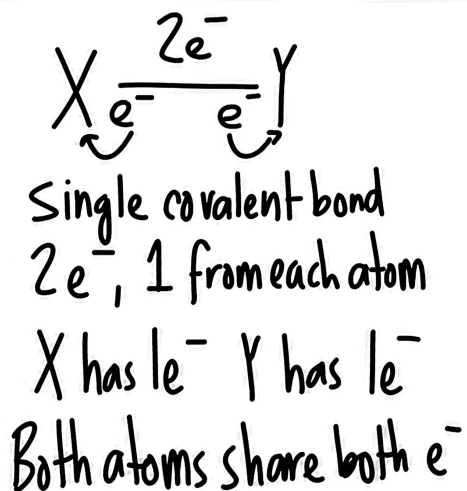 2e⁻
X e⁻ e⁻ Y
single covalent bond
2e⁻, 1 from each atom
X has 1e⁻ Y has 1e⁻
Both atoms share both e⁻